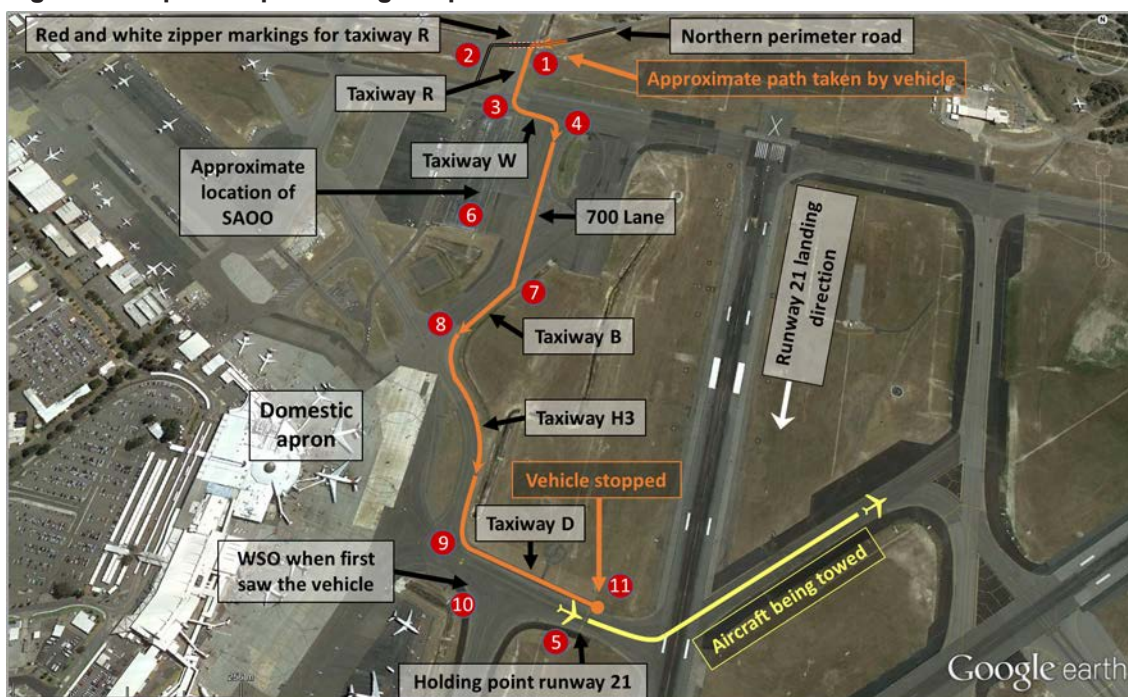 Red and white zipper markings for taxiway R
2
1
Northern perimeter road
N
Approximate path taken by vehicle
Taxiway R
3
4
Taxiway W
Approximate
location of
SAOO
6
700 Lane
Runway 21 landing
direction
7
8
Taxiway B
Domestic
apron
Taxiway H3
Vehicle stopped
Taxiway D
9
WSO when first
saw the vehicle
10
11
5
Aircraft being towed
Holding point runway 21
Google earth